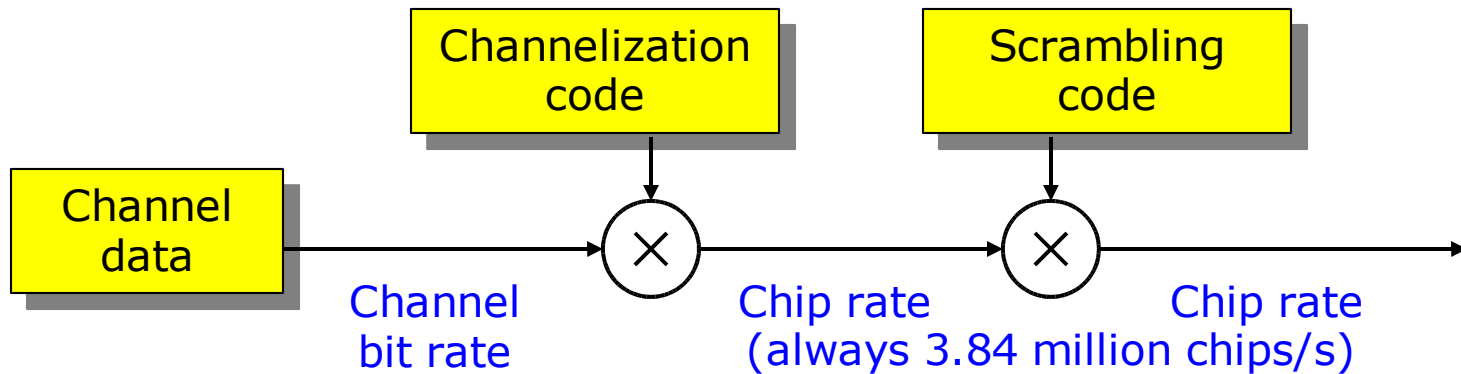 Channelization
code
Scrambling
code
Channel
data
Channel
bit rate
Chip rate
Chip rate
(always 3.84 million chips/s)